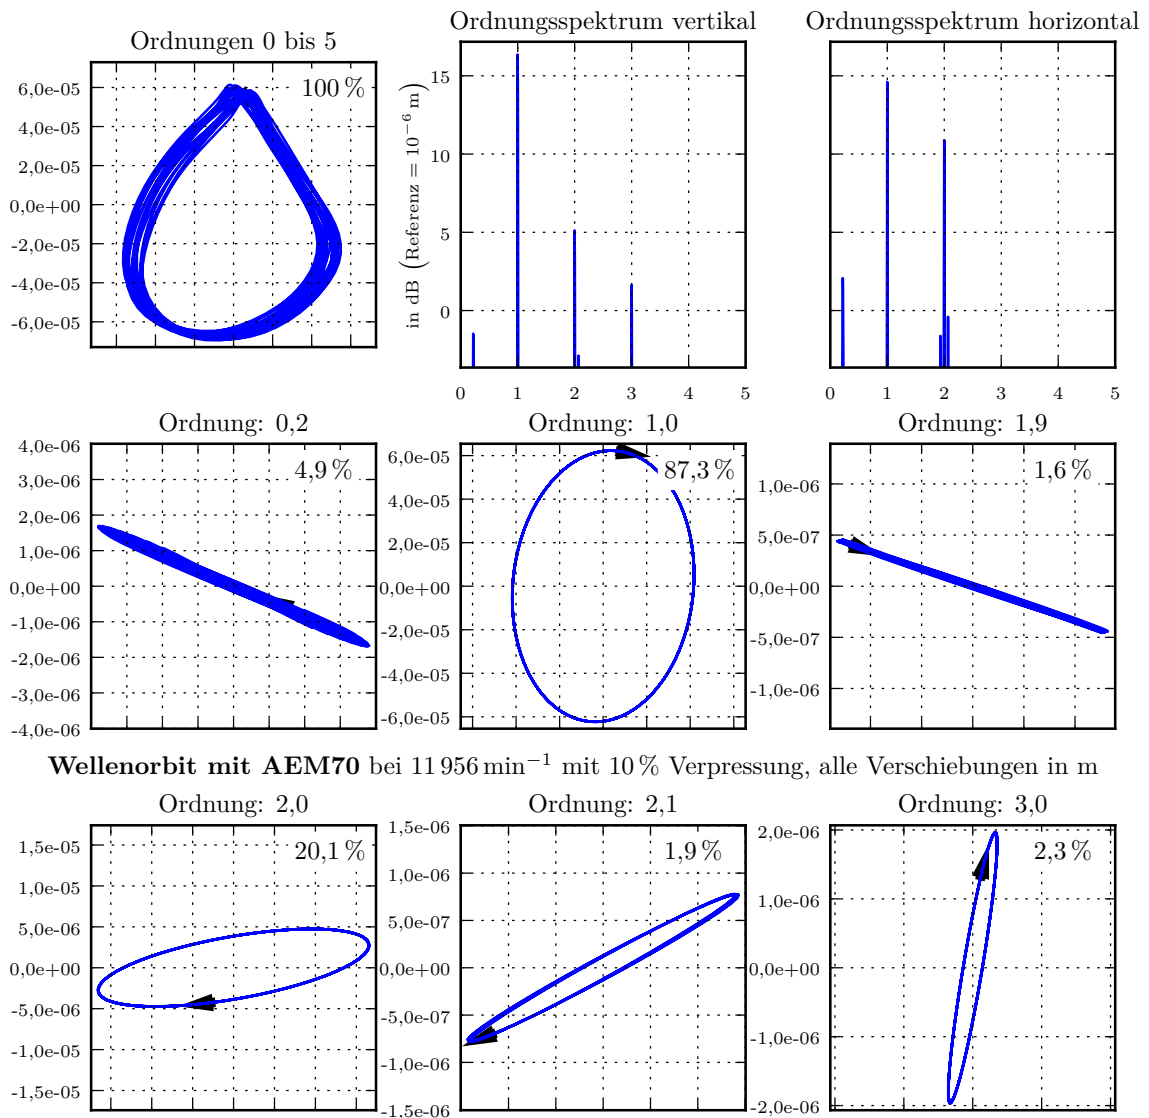 Ordnungen 0 bis 5
100 %
6,0e-05
4,0e-05
2,0e-05
0,0e+00
-2,0e-05
-4,0e-05
-6,0e-05
Ordnungsspektrum vertikal
in dB (Referenz = 10⁻⁶ m)
15
10
5
0
0 1 2 3 4 5
Ordnungsspektrum horizontal
0 1 2 3 4 5
Ordnung: 0,2
4,9 %
4,0e-06
3,0e-06
2,0e-06
1,0e-06
0,0e+00
-1,0e-06
-2,0e-06
-3,0e-06
-4,0e-06
Ordnung: 1,0
87,3 %
6,0e-05
4,0e-05
2,0e-05
0,0e+00
-2,0e-05
-4,0e-05
-6,0e-05
Ordnung: 1,9
1,6 %
1,0e-06
5,0e-07
0,0e+00
-5,0e-07
-1,0e-06
Wellenorbit mit AEM70 bei 11 956 min⁻¹ mit 10 % Verpressung, alle Verschiebungen in m
Ordnung: 2,0
20,1 %
1,5e-05
1,0e-05
5,0e-06
0,0e+00
-5,0e-06
-1,0e-05
-1,5e-05
Ordnung: 2,1
1,9 %
1,5e-06
1,0e-06
5,0e-07
0,0e+00
-5,0e-07
-1,0e-06
-1,5e-06
Ordnung: 3,0
2,3 %
2,0e-06
1,0e-06
0,0e+00
-1,0e-06
-2,0e-06